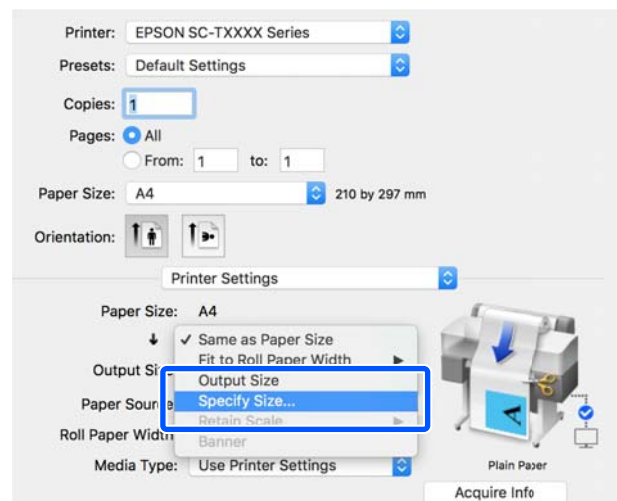 Printer: EPSON SC-TXXXX Series
Presets: Default Settings
Copies: 1
Pages: All
From: 1 to: 1
Paper Size: A4 210 by 297 mm
Orientation:
Printer Settings
Paper Size: A4
✓ Same as Paper Size
Fit to Roll Paper Width
Output Si
Output Size
Paper Source
Specify Size...
Retain Scale
Roll Paper Width
Banner
Media Type: Use Printer Settings
Plain Paper
Acquire Info